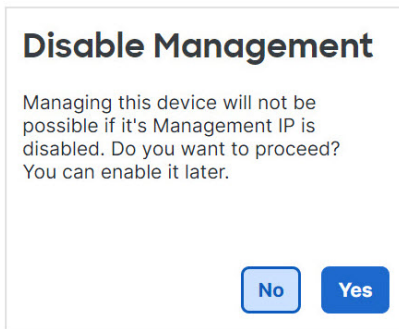 Disable Management
Managing this device will not be
possible if it's Management IP is
disabled. Do you want to proceed?
You can enable it later.
No Yes